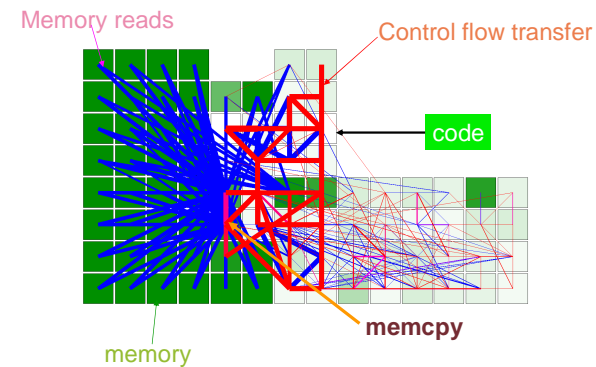 Memory reads
Control flow transfer
code
memcpy
memory